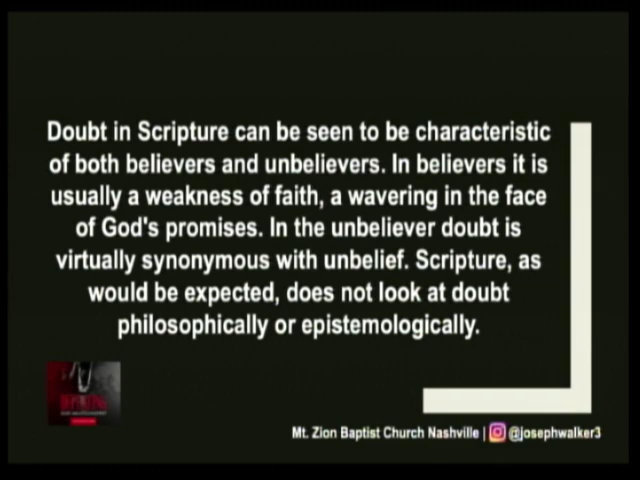 Doubt in Scripture can be seen to be characteristic
of both believers and unbelievers. In believers it is
usually a weakness of faith, a wavering in the face
of God's promises. In the unbeliever doubt is
virtually synonymous with unbelief. Scripture, as
would be expected, does not look at doubt
philosophically or epistemologically.
Mt. Zion Baptist Church Nashville | @josephwalker3